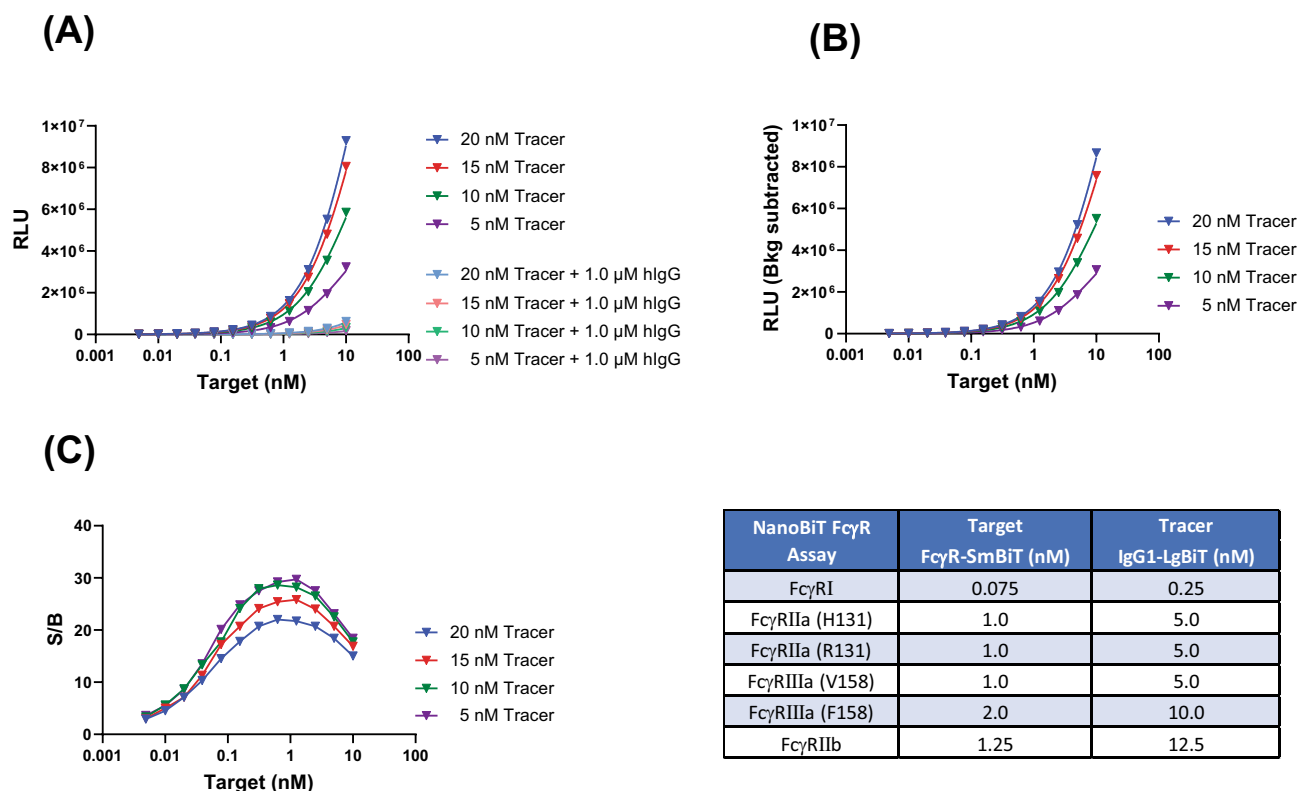 (A)
1×10⁷
8×10⁶
6×10⁶
4×10⁶
2×10⁶
0
RLU
0.001 0.01 0.1 1 10 100
Target (nM)
20 nM Tracer
15 nM Tracer
10 nM Tracer
5 nM Tracer
20 nM Tracer + 1.0 µM hIgG
15 nM Tracer + 1.0 µM hIgG
10 nM Tracer + 1.0 µM hIgG
5 nM Tracer + 1.0 µM hIgG
(B)
1×10⁷
8×10⁶
6×10⁶
4×10⁶
2×10⁶
0
RLU (Bkg subtracted)
0.001 0.01 0.1 1 10 100
Target (nM)
20 nM Tracer
15 nM Tracer
10 nM Tracer
5 nM Tracer
(C)
40
30
20
10
0
S/B
0.001 0.01 0.1 1 10 100
Target (nM)
20 nM Tracer
15 nM Tracer
10 nM Tracer
5 nM Tracer
NanoBiT FcγR Assay Target FcγR-SmBiT (nM) Tracer IgG1-LgBiT (nM)
FcγRI 0.075 0.25
FcγRIIa (H131) 1.0 5.0
FcγRIIa (R131) 1.0 5.0
FcγRIIIa (V158) 1.0 5.0
FcγRIIIa (F158) 2.0 10.0
FcγRIIb 1.25 12.5